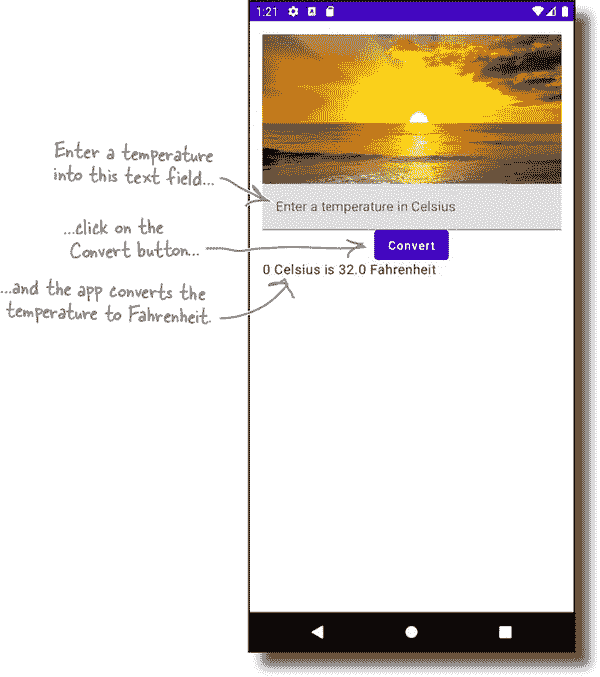 1:21
Enter a temperature
into this text field...
Enter a temperature in Celsius
...click on the
Convert button...
Convert
0 Celsius is 32.0 Fahrenheit
...and the app converts the
temperature to Fahrenheit.